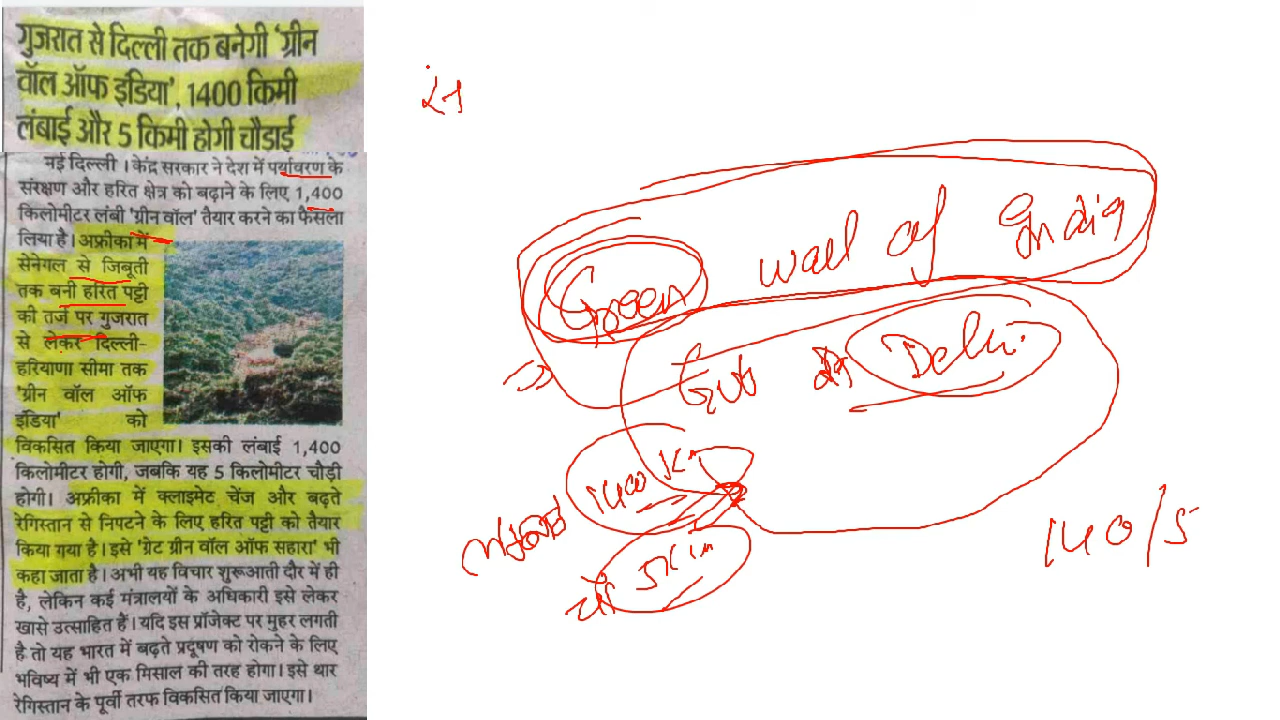 गुजरात से दिल्ली तक बनेगी 'ग्रीन
वॉल ऑफ इंडिया', 1400 किमी
लंबाई और 5 किमी होगी चौड़ाई
नई दिल्ली । केंद्र सरकार ने देश में पर्यावरण के
संरक्षण और हरित क्षेत्र को बढ़ाने के लिए 1,400
किलोमीटर लंबी 'ग्रीन वॉल' तैयार करने का फैसला
लिया है। अफ्रीका में
सेनेगल से जिबूती
तक बनी हरित पट्टी
की तर्ज पर गुजरात
से लेकर दिल्ली-
हरियाणा सीमा तक
'ग्रीन वॉल ऑफ
इंडिया' को
विकसित किया जाएगा। इसकी लंबाई 1,400
किलोमीटर होगी, जबकि यह 5 किलोमीटर चौड़ी
होगी। अफ्रीका में क्लाइमेट चेंज और बढ़ते
रेगिस्तान से निपटने के लिए हरित पट्टी को तैयार
किया गया है। इसे 'ग्रेट ग्रीन वॉल ऑफ सहारा' भी
कहा जाता है। अभी यह विचार शुरूआती दौर में ही
है, लेकिन कई मंत्रालयों के अधिकारी इसे लेकर
खासे उत्साहित हैं। यदि इस प्रॉजेक्ट पर मुहर लगती
है तो यह भारत में बढ़ते प्रदूषण को रोकने के लिए
भविष्य में भी एक मिसाल की तरह होगा। इसे थार
रेगिस्तान के पूर्वी तरफ विकसित किया जाएगा।
Green wall of India
Guj से Delhi
1400 Km
5Km
140/5